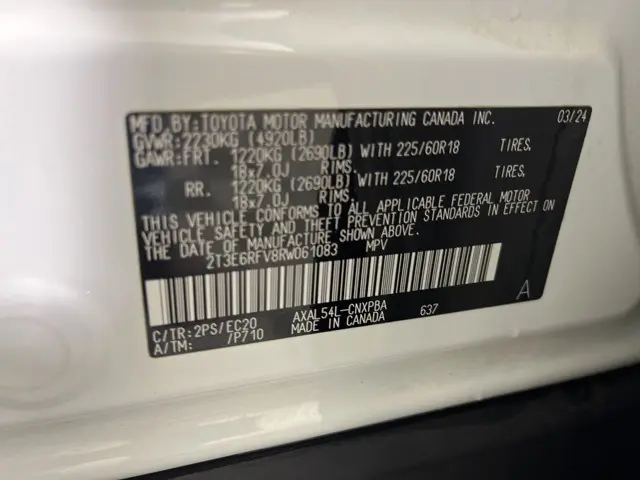 MFD.BY:TOYOTA MOTOR MANUFACTURING CANADA INC. 03/24
GVWR:2230KG (4920LB)
GAWR:FRT. 1220KG (2690LB) WITH 225/60R18 TIRES,
18x7.0J RIMS,
RR. 1220KG (2690LB) WITH 225/60R18 TIRES,
18x7.0J RIMS.
THIS VEHICLE CONFORMS TO ALL APPLICABLE FEDERAL MOTOR
VEHICLE SAFETY AND THEFT PREVENTION STANDARDS IN EFFECT ON
THE DATE OF MANUFACTURE SHOWN ABOVE.
2T3E6RFV8RW061083 MPV
C/TR:2PS/EC20 AXAL54L-CNXPBA 637 A
A/TM: /P710 MADE IN CANADA